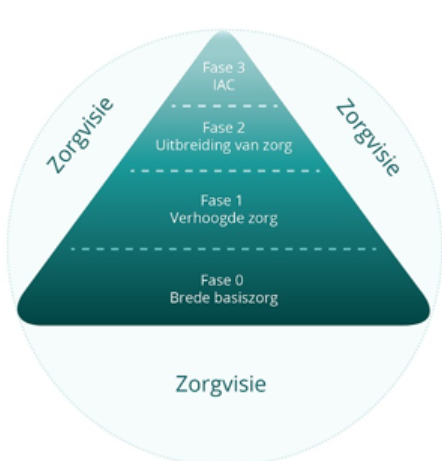 Fase 3
IAC
Zorgvisie
Zorgvisie
Fase 2
Uitbreiding van zorg
Fase 1
Verhoogde zorg
Fase 0
Brede basiszorg
Zorgvisie